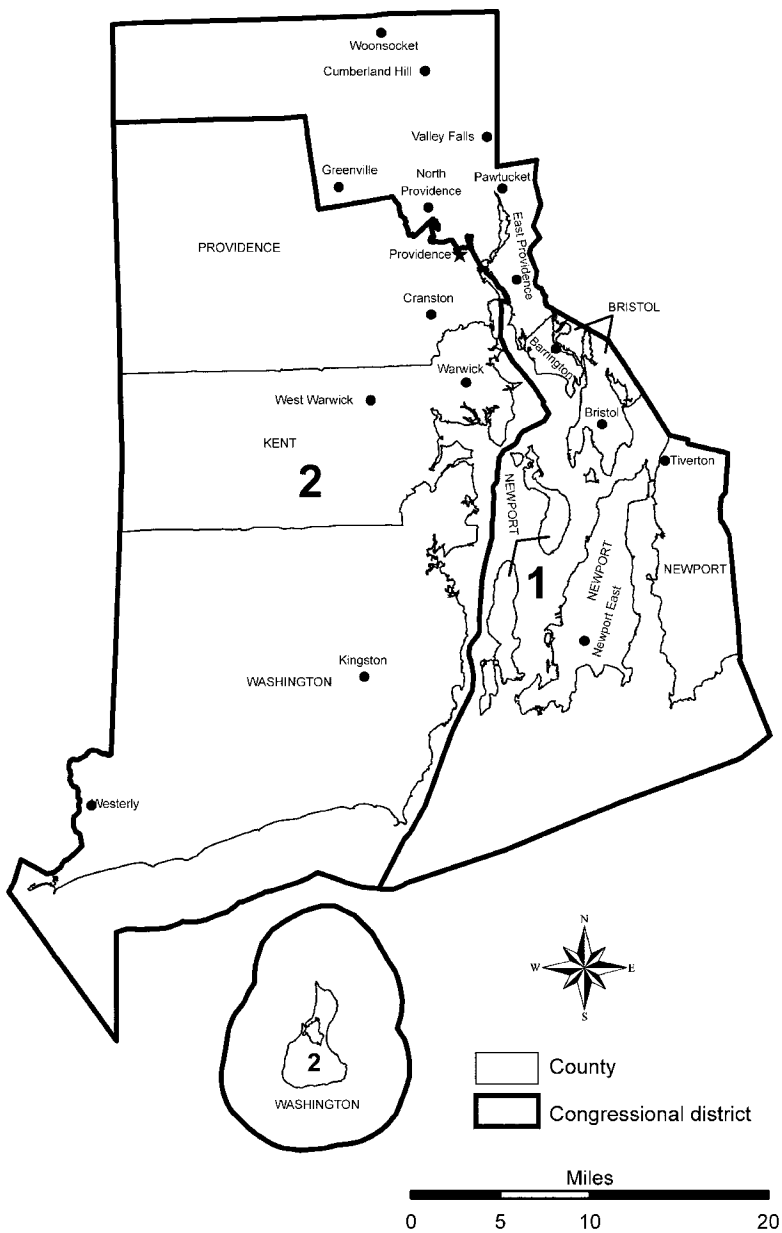 Woonsocket
Cumberland Hill
Valley Falls
Greenville
North
Providence
Pawtucket
East Providence
PROVIDENCE
Providence
Cranston
BRISTOL
Barrington
Warwick
West Warwick
Bristol
KENT
2
Tiverton
NEWPORT
1
NEWPORT
NEWPORT
Newport East
Kingston
WASHINGTON
Westerly
N
W
E
S
2
WASHINGTON
County
Congressional district
Miles
0
5
10
20